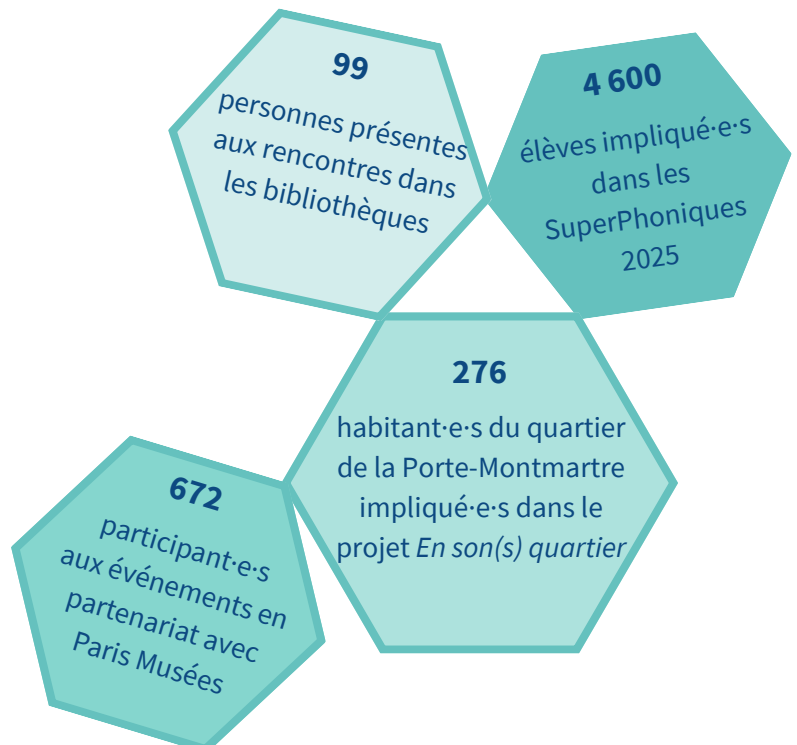 99
personnes présentes
aux rencontres dans
les bibliothèques
4 600
élèves impliqué·e·s
dans les
SuperPhoniques
2025
276
habitant·e·s du quartier
de la Porte-Montmartre
impliqué·e·s dans le
projet En son(s) quartier
672
participant·e·s
aux événements en
partenariat avec
Paris Musées